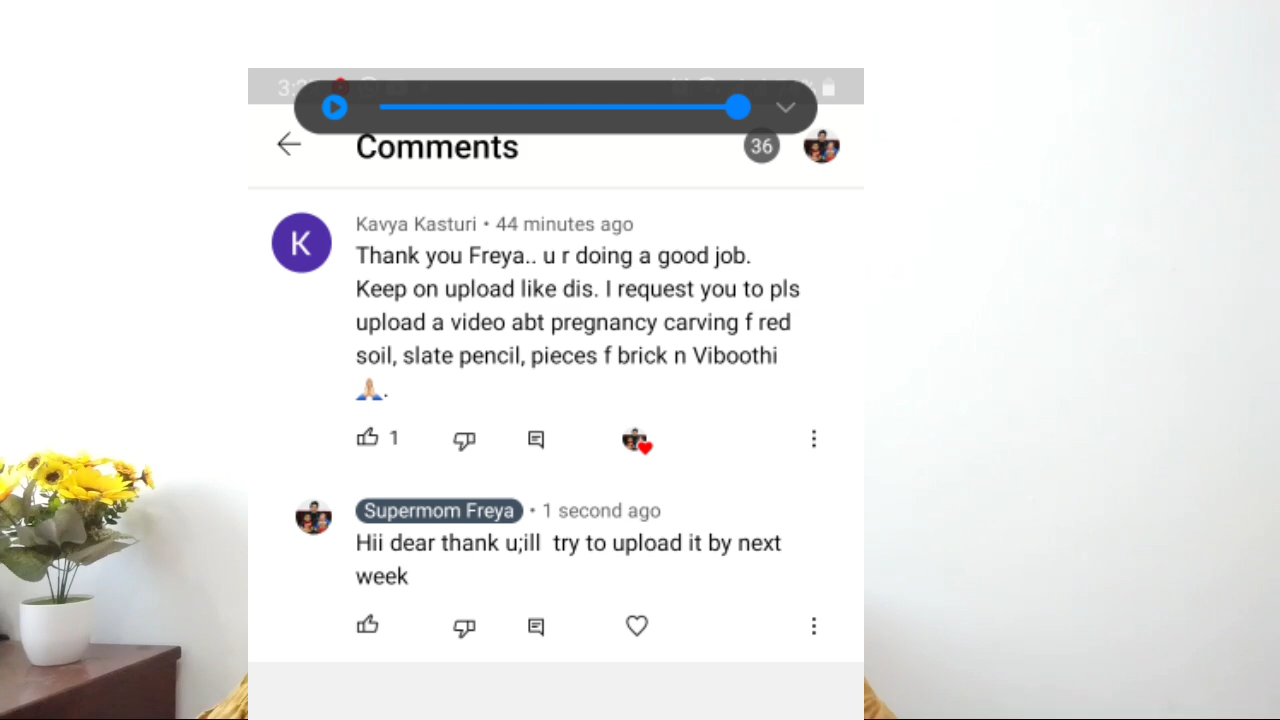 Comments
36
K
Kavya Kasturi • 44 minutes ago
Thank you Freya.. u r doing a good job.
Keep on upload like dis. I request you to pls
upload a video abt pregnancy carving f red
soil, slate pencil, pieces f brick n Viboothi
🙏🏼.
1
Supermom Freya • 1 second ago
Hii dear thank u;ill try to upload it by next
week